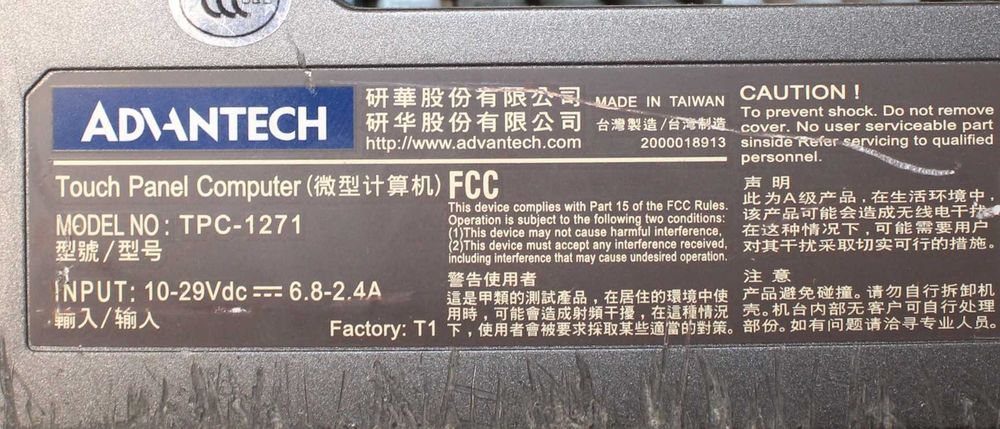 ADVANTECH
研華股份有限公司
研华股份有限公司
http://www.advantech.com
MADE IN TAIWAN
台灣製造/台灣制造
2000018913
Touch Panel Computer (微型计算机)
MODEL NO: TPC-1271
型號/型号
INPUT: 10-29Vdc ⎓ 6.8-2.4A
輸入/输入
Factory: T1
FCC
This device complies with Part 15 of the FCC Rules.
Operation is subject to the following two conditions:
(1)This device may not cause harmful interference,
(2)This device must accept any interference received,
including interference that may cause undesired operation.
警告使用者
這是甲類的測試產品，在居住的環境中使
用時，可能會造成射頻干擾，在這種情況
下，使用者會被要求採取某些適當的對策。
CAUTION !
To prevent shock. Do not remove
cover. No user serviceable part
sinside Refer servicing to qualified
personnel.
声 明
此为A级产品，在生活环境中，
该产品可能会造成无线电干扰
在这种情况下，可能需要用户
对其干扰采取切实可行的措施。
注 意
产品避免碰撞。请勿自行拆卸机
壳。机台内部无客户可自行处理
部份。如有问题请洽寻专业人员。